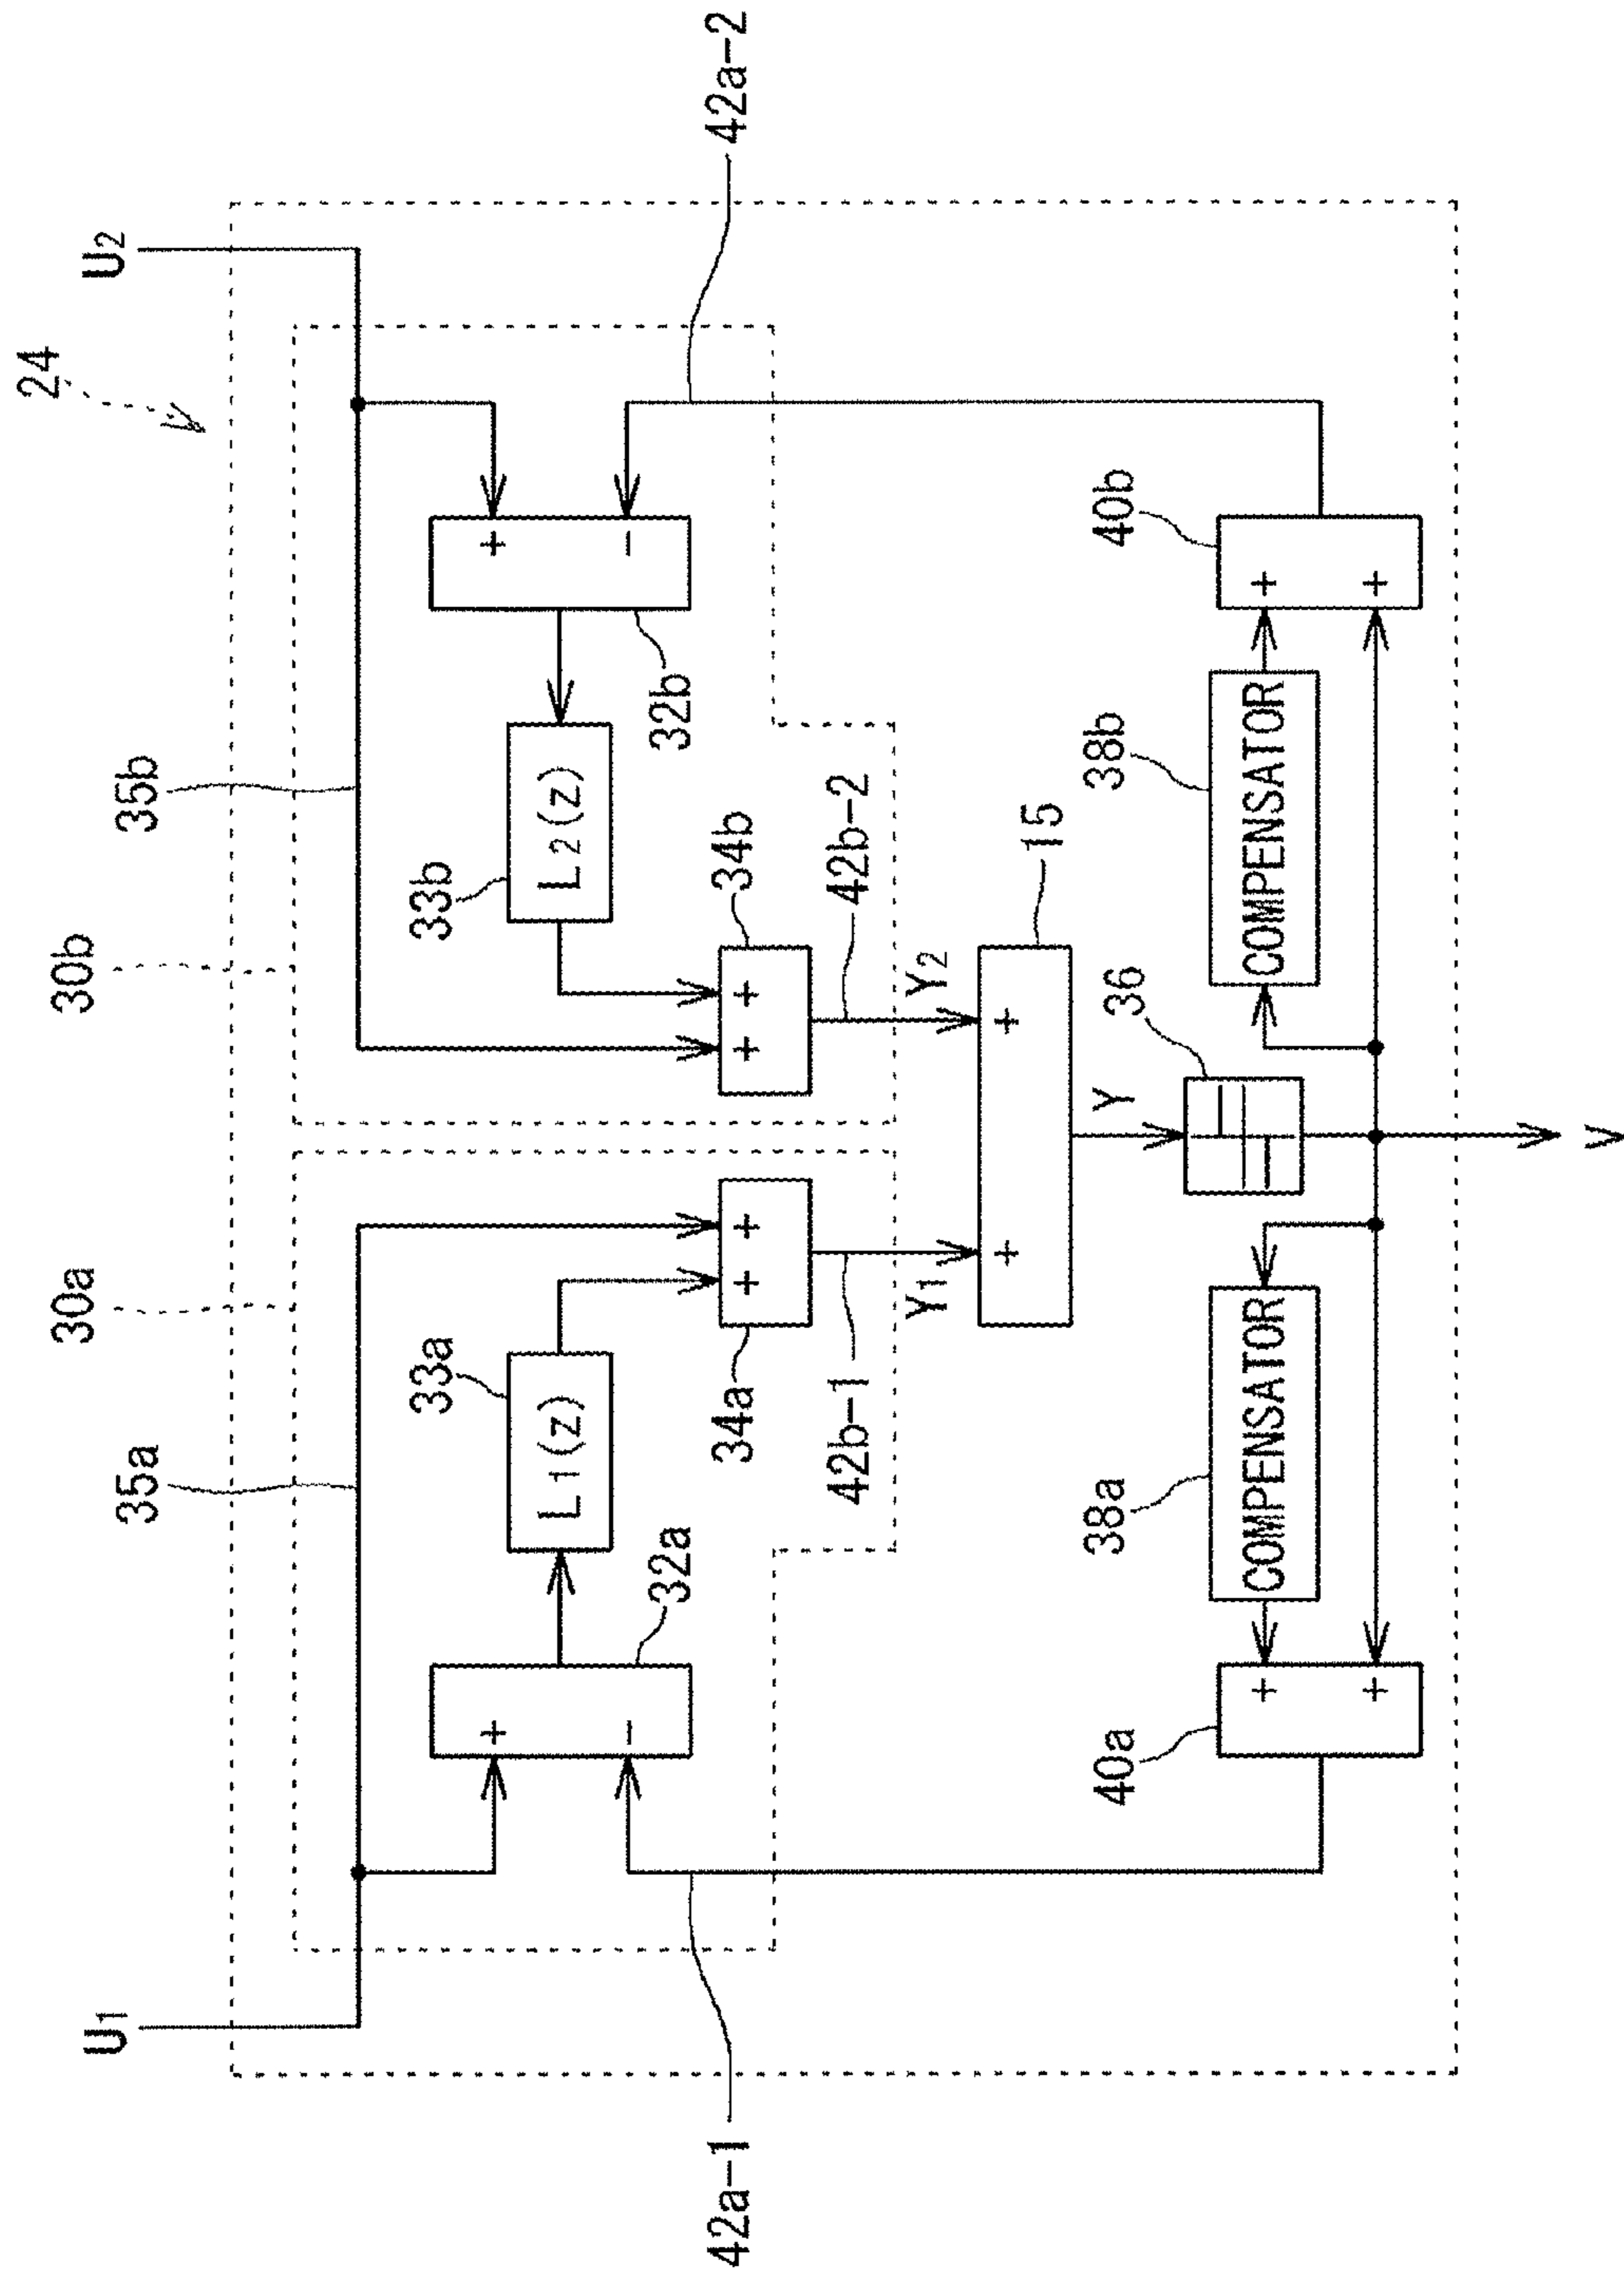 24
U1
U2
35a
30a
30b
35b
33a
L1(z)
33b
L2(z)
+
−
32a
+
−
32b
+ +
34a
+ +
34b
42a-1
42a-2
42b-1
42b-2
Y1
Y2
+ +
15
Y
36
38a
COMPENSATOR
38b
COMPENSATOR
40a
+
+
40b
+
+
V